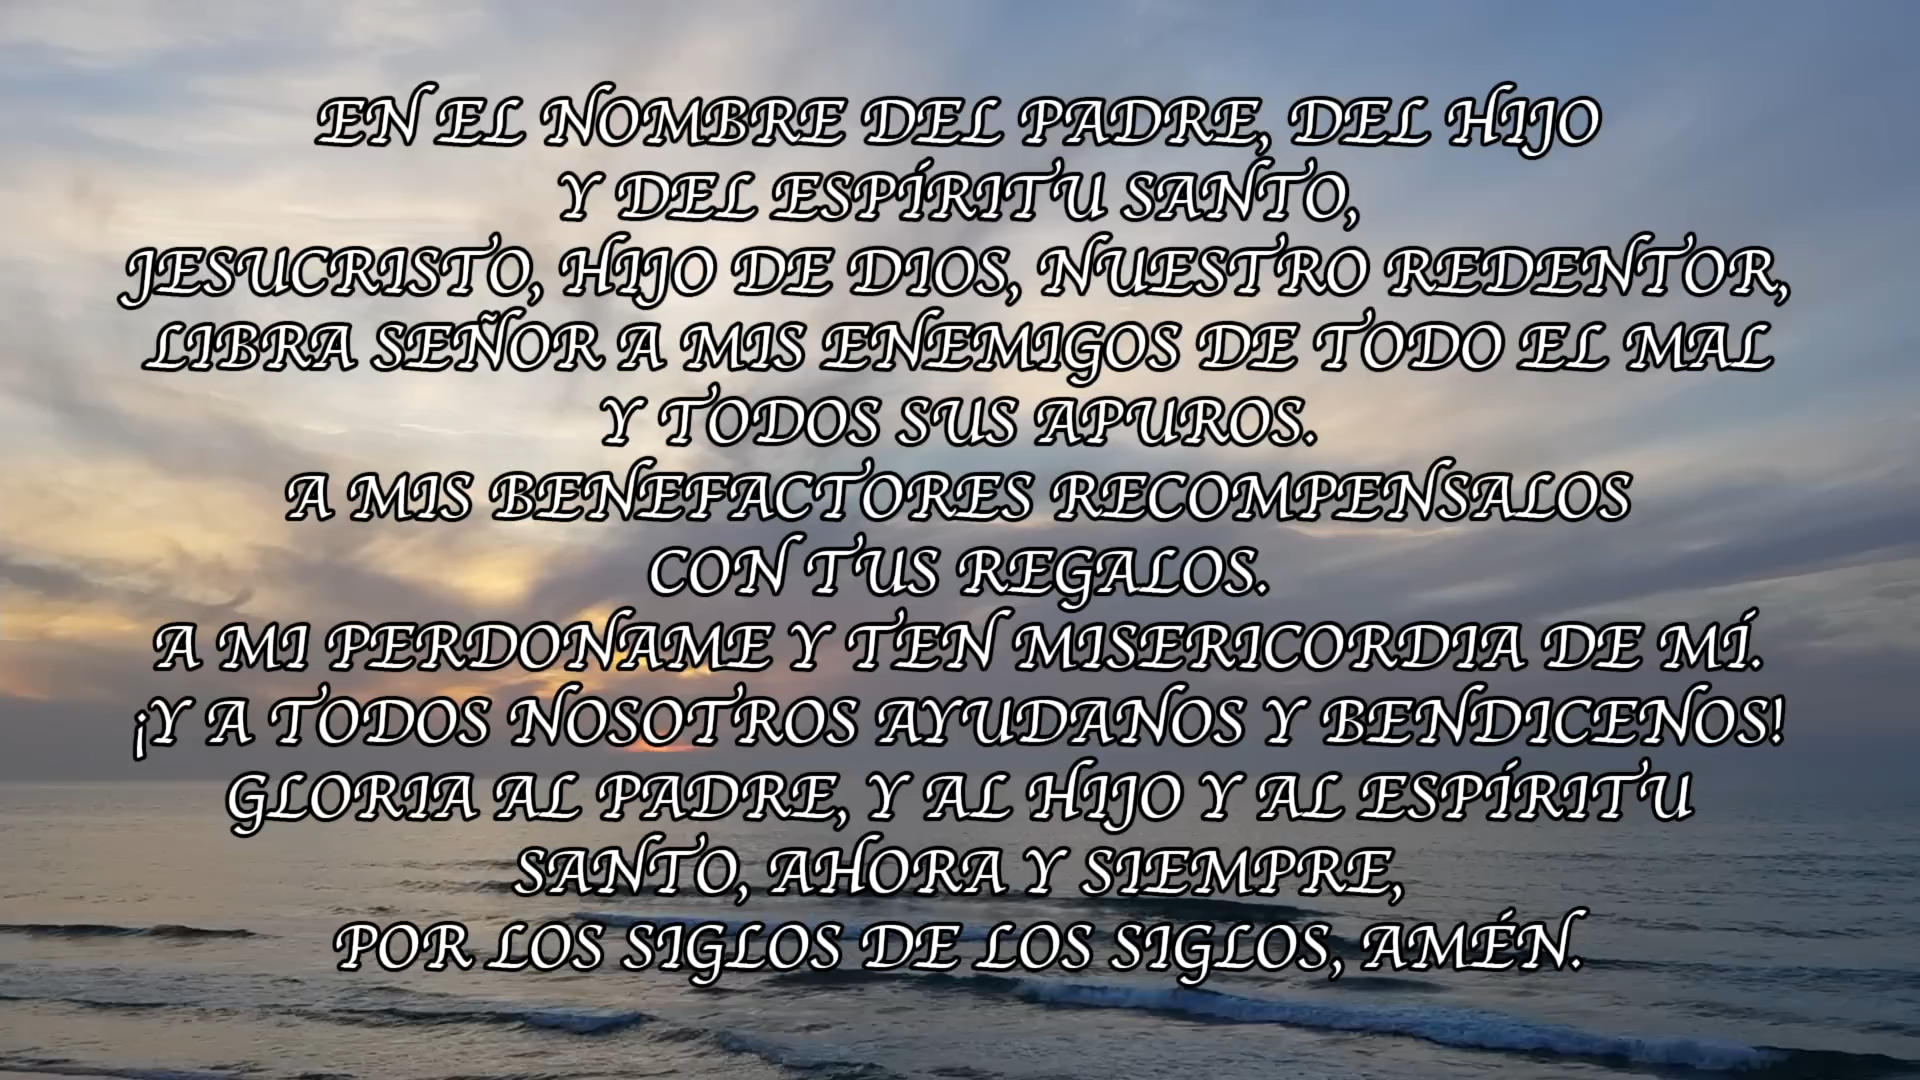 EN EL NOMBRE DEL PADRE, DEL HIJO
Y DEL ESPÍRITU SANTO,
JESUCRISTO, HIJO DE DIOS, NUESTRO REDENTOR,
LIBRA SEÑOR A MIS ENEMIGOS DE TODO EL MAL
Y TODOS SUS APUROS.
A MIS BENEFACTORES RECOMPENSALOS
CON TUS REGALOS.
A MI PERDONAME Y TEN MISERICORDIA DE MÍ.
¡Y A TODOS NOSOTROS AYUDANOS Y BENDICENOS!
GLORIA AL PADRE, Y AL HIJO Y AL ESPÍRITU
SANTO, AHORA Y SIEMPRE,
POR LOS SIGLOS DE LOS SIGLOS, AMÉN.